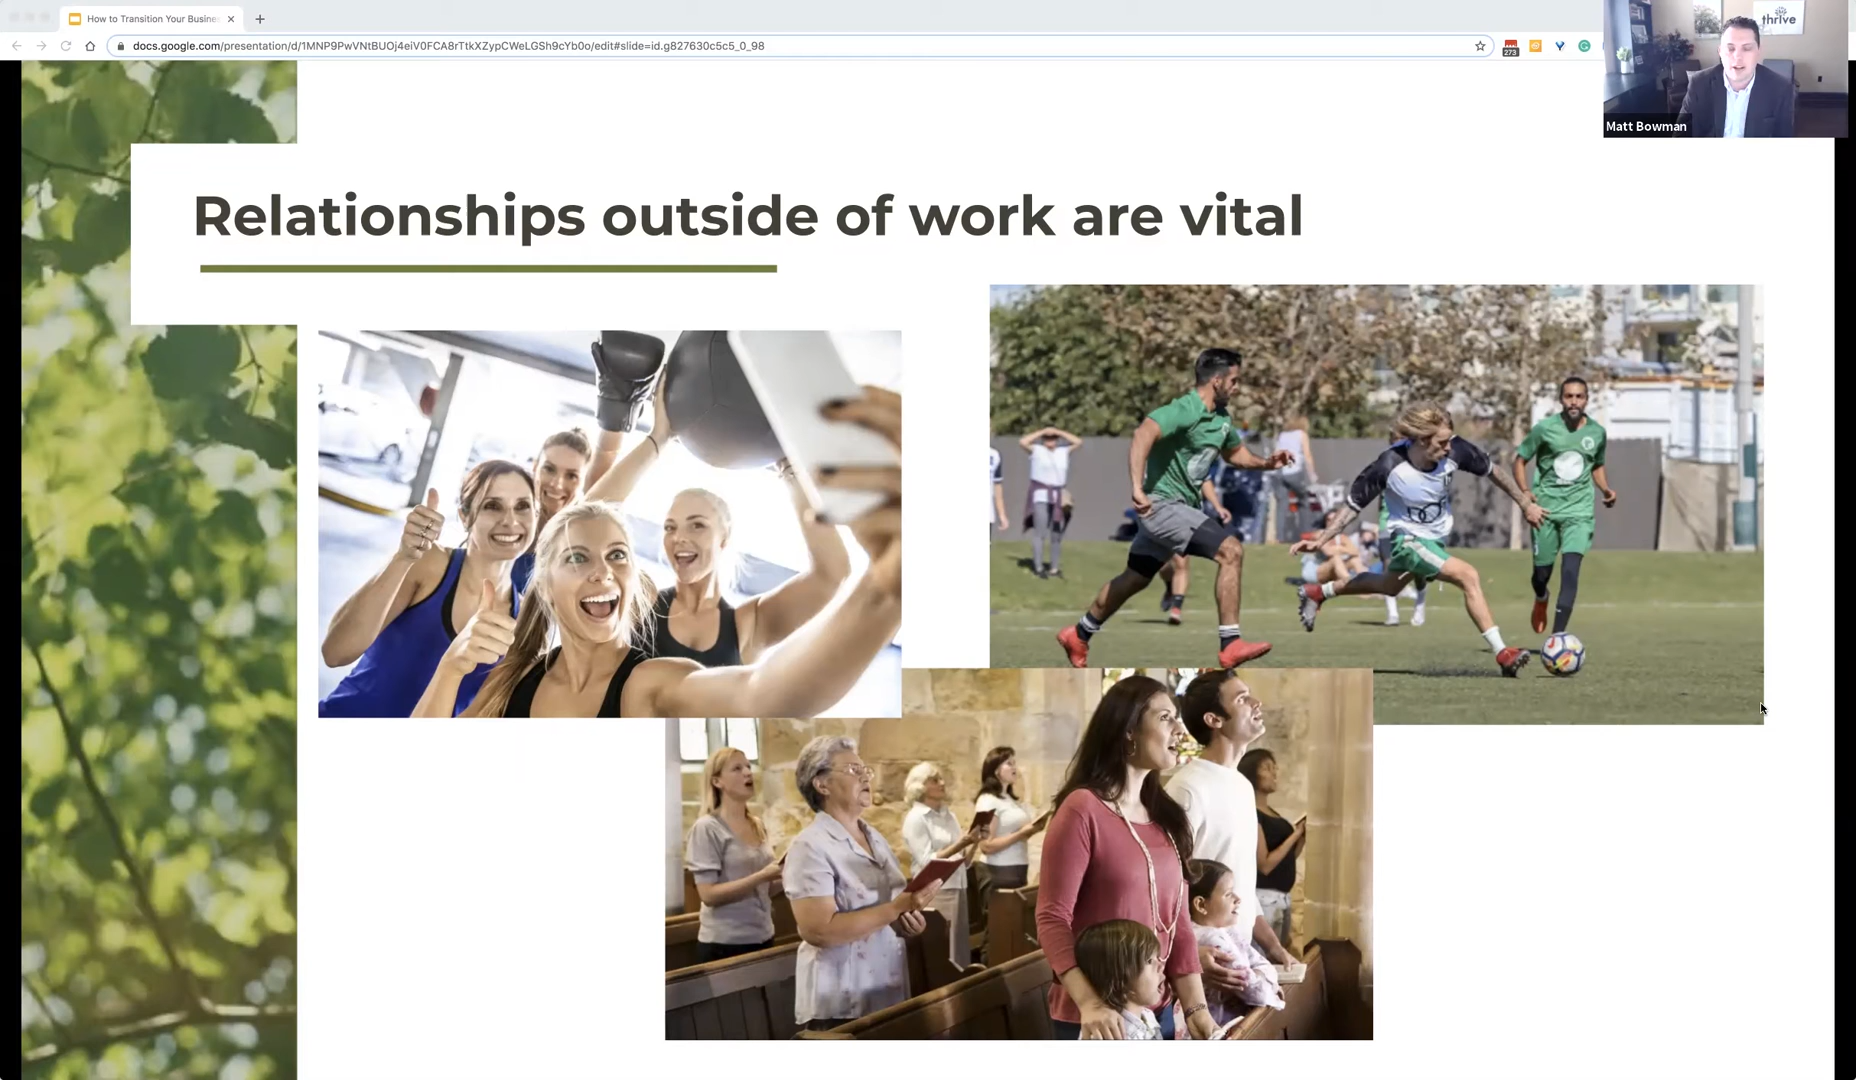 How to Transition Your Busine
docs.google.com/presentation/d/1MNP9PwVNtBUOj4eiV0FCA8rTtkXZypCWeLGSh9cYb0o/edit#slide=id.g827630c5c5_0_98
273
thrive
Matt Bowman
Relationships outside of work are vital